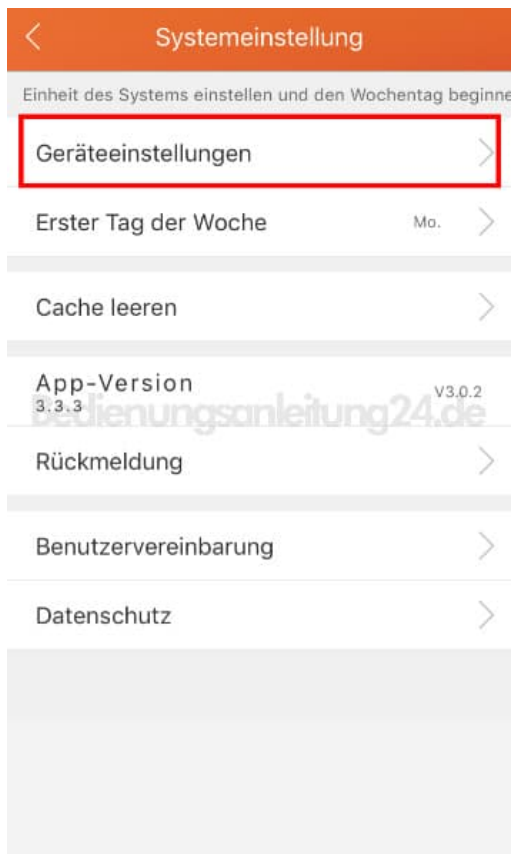 Systemeinstellung
Einheit des Systems einstellen und den Wochentag beginne
Geräteeinstellungen
Erster Tag der Woche Mo.
Cache leeren
App-Version V3.0.2
3.3.3
Bedienungsanleitung24.de
Rückmeldung
Benutzervereinbarung
Datenschutz